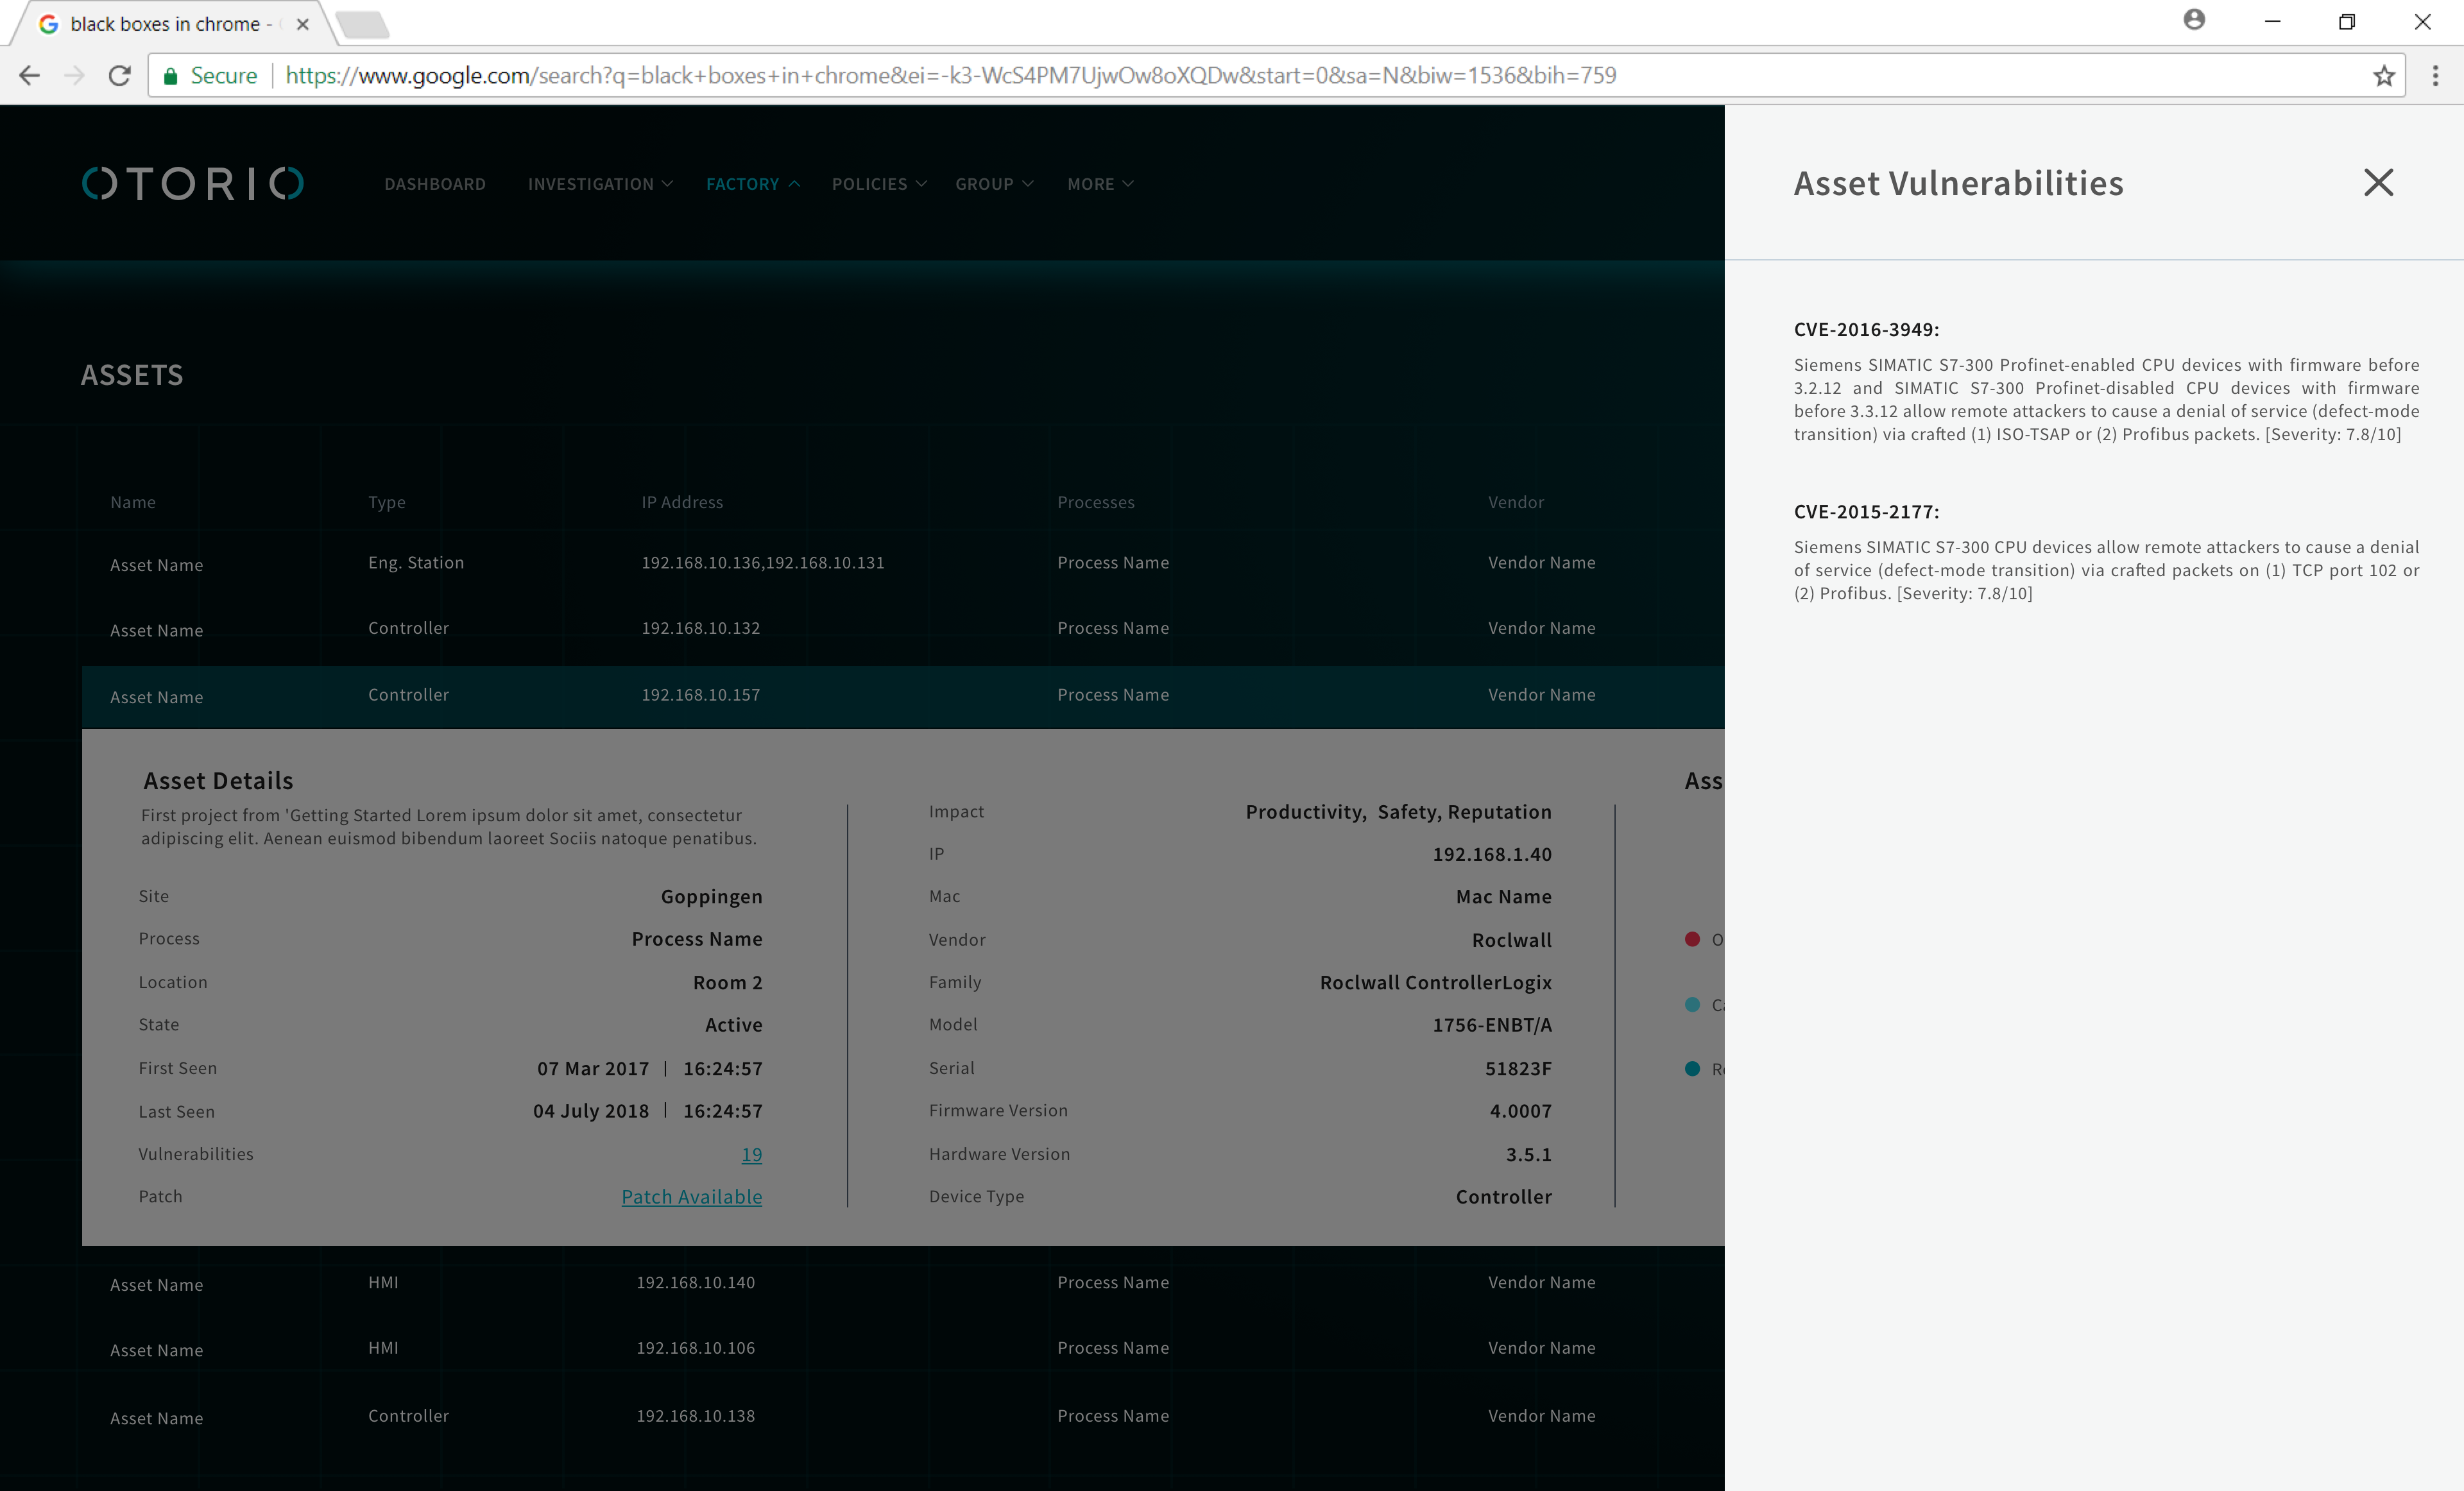 black boxes in chrome -
Secure https://www.google.com/search?q=black+boxes+in+chrome&ei=-k3-WcS4PM7UjwOw8oXQDw&start=0&sa=N&biw=1536&bih=759
OTORIO DASHBOARD INVESTIGATION FACTORY POLICIES GROUP MORE
ASSETS
Name Type IP Address Processes Vendor
Asset Name Eng. Station 192.168.10.136,192.168.10.131 Process Name Vendor Name
Asset Name Controller 192.168.10.132 Process Name Vendor Name
Asset Name Controller 192.168.10.157 Process Name Vendor Name
Asset Details
First project from 'Getting Started Lorem ipsum dolor sit amet, consectetur
adipiscing elit. Aenean euismod bibendum laoreet Sociis natoque penatibus.
Site Goppingen
Process Process Name
Location Room 2
State Active
First Seen 07 Mar 2017 | 16:24:57
Last Seen 04 July 2018 | 16:24:57
Vulnerabilities 19
Patch Patch Available
Impact Productivity, Safety, Reputation
IP 192.168.1.40
Mac Mac Name
Vendor Roclwall
Family Roclwall ControllerLogix
Model 1756-ENBT/A
Serial 51823F
Firmware Version 4.0007
Hardware Version 3.5.1
Device Type Controller
Ass
Asset Name HMI 192.168.10.140 Process Name Vendor Name
Asset Name HMI 192.168.10.106 Process Name Vendor Name
Asset Name Controller 192.168.10.138 Process Name Vendor Name
Asset Vulnerabilities
CVE-2016-3949:
Siemens SIMATIC S7-300 Profinet-enabled CPU devices with firmware before
3.2.12 and SIMATIC S7-300 Profinet-disabled CPU devices with firmware
before 3.3.12 allow remote attackers to cause a denial of service (defect-mode
transition) via crafted (1) ISO-TSAP or (2) Profibus packets. [Severity: 7.8/10]
CVE-2015-2177:
Siemens SIMATIC S7-300 CPU devices allow remote attackers to cause a denial
of service (defect-mode transition) via crafted packets on (1) TCP port 102 or
(2) Profibus. [Severity: 7.8/10]